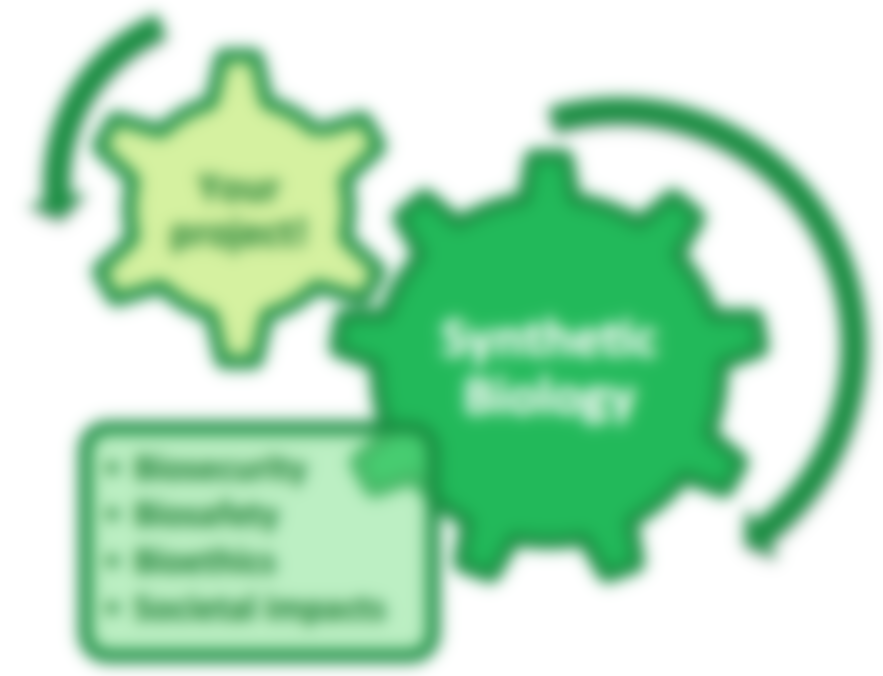 Your
project!
Synthetic
Biology
• Biosecurity
• Biosafety
• Bioethics
• Societal impacts